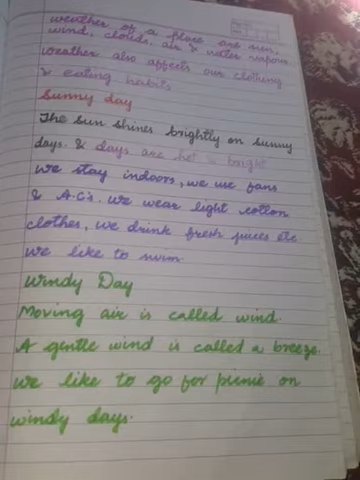 weather of a place are sun,
wind, clouds, air & water vapour
weather also affects our clothing
& eating habits
Sunny day
The sun shines brightly on sunny
days. & days are hot & bright
we stay indoors, we use fans
& A.C's. we wear light cotton
clothes, we drink fresh juices etc
we like to swim.
Windy Day
Moving air is called wind.
A gentle wind is called a breeze.
we like to go for picnic on
windy days.